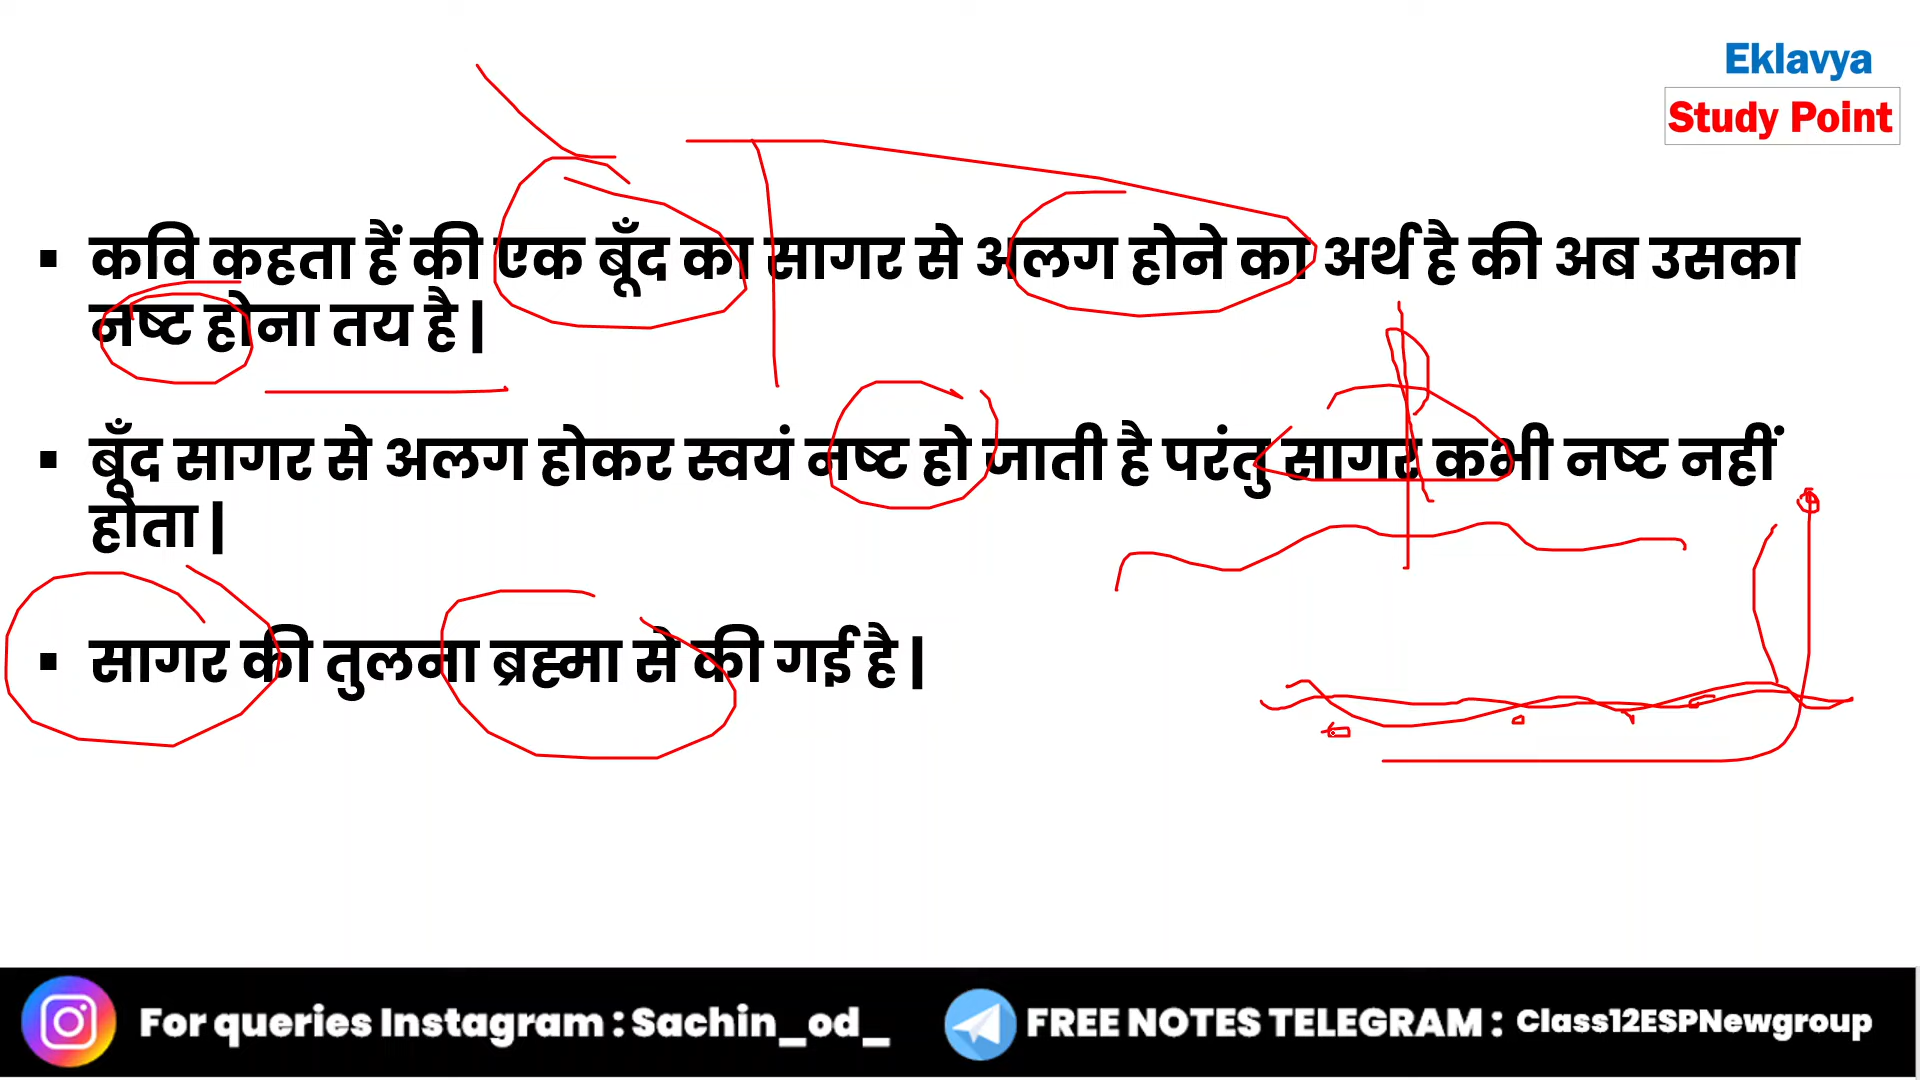 Eklavya
Study Point
▪ कवि कहता हैं की एक बूँद का सागर से अलग होने का अर्थ है की अब उसका
नष्ट होना तय है |
▪ बूँद सागर से अलग होकर स्वयं नष्ट हो जाती है परंतु सागर कभी नष्ट नहीं
होता |
▪ सागर की तुलना ब्रह्मा से की गई है |
For queries Instagram : Sachin_od_
FREE NOTES TELEGRAM : Class12ESPNewgroup